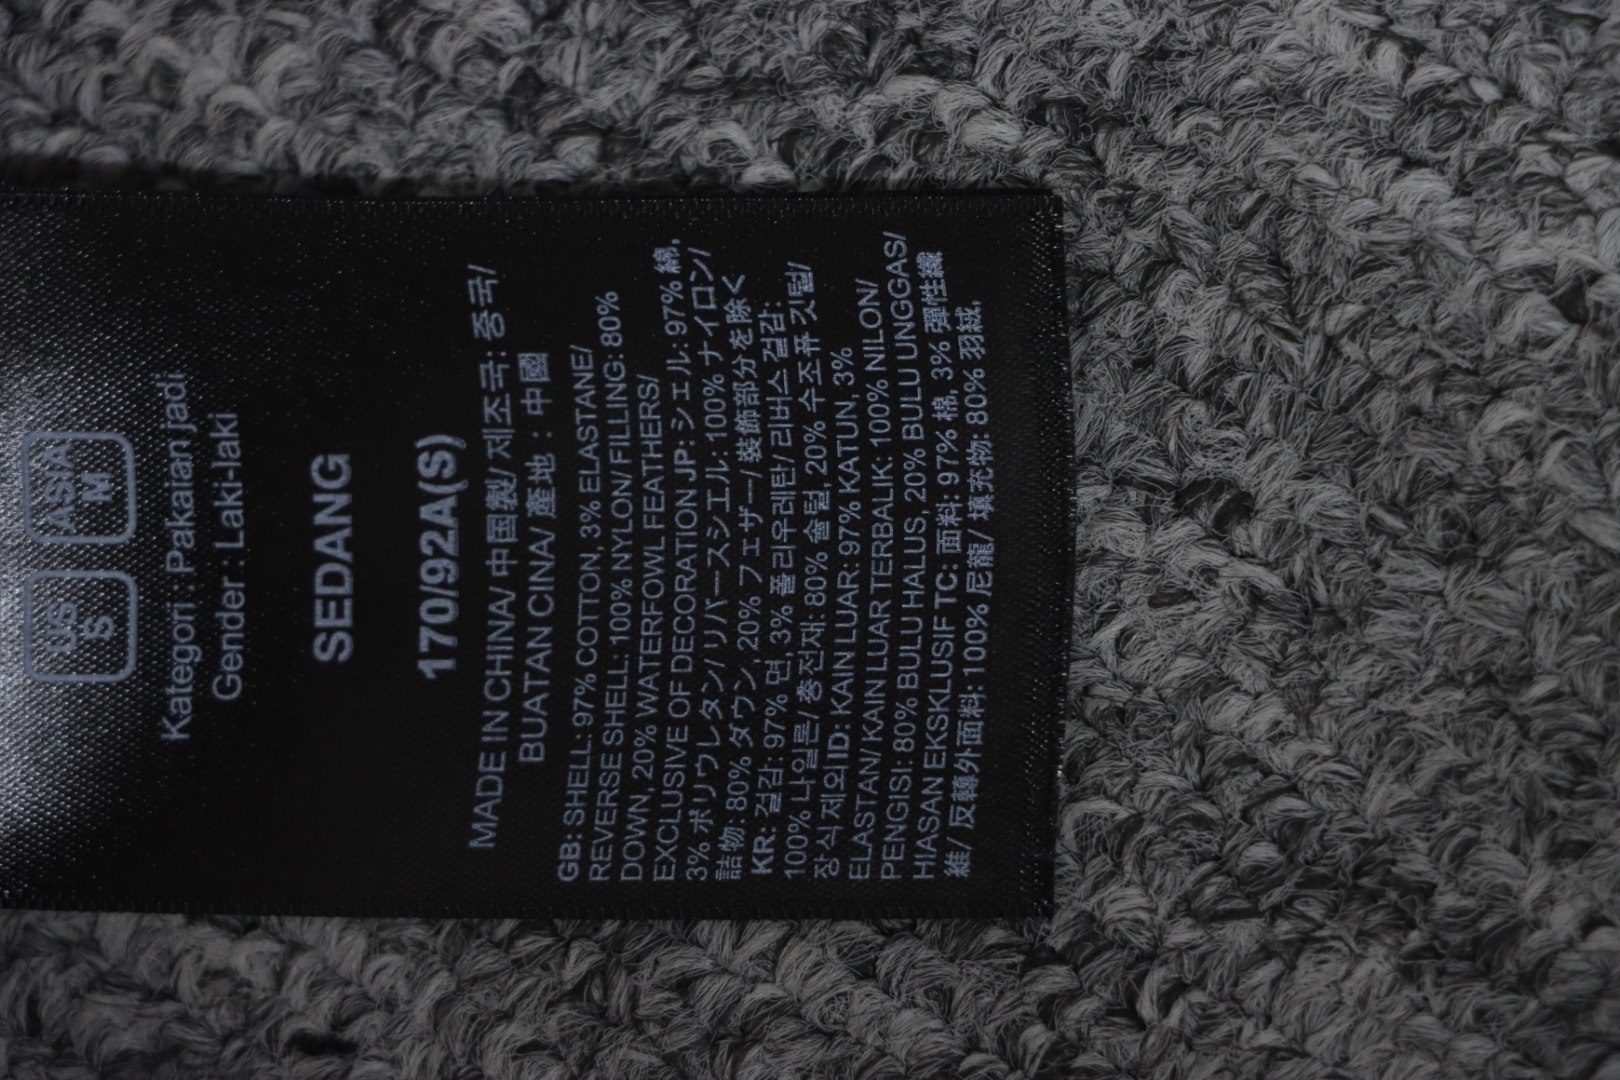 US S ASIA M
Kategori : Pakaian jadi
Gender : Laki-laki
SEDANG
170/92A(S)
MADE IN CHINA/ 中国製/ 제조국: 중국/
BUATAN CINA/ 產地 : 中國
GB: SHELL: 97% COTTON, 3% ELASTANE/
REVERSE SHELL: 100% NYLON/ FILLING: 80%
DOWN, 20% WATERFOWL FEATHERS/
EXCLUSIVE OF DECORATION JP: シェル: 97% 綿,
3% ポリウレタン/ リバースシェル: 100% ナイロン/
詰物: 80% ダウン, 20% フェザー/ 装飾部分を除く
KR: 겉감: 97% 면, 3% 폴리우레탄/ 리버스 겉감:
100% 나일론/ 충전재: 80% 솜털, 20% 수조류 깃털/
장식 제외 ID: KAIN LUAR: 97% KATUN, 3%
ELASTAN/ KAIN LUAR TERBALIK: 100% NILON/
PENGISI: 80% BULU HALUS, 20% BULU UNGGAS/
HIASAN EKSKLUSIF TC: 面料: 97% 棉, 3% 彈性纖
維/ 反轉外面料: 100% 尼龍/ 填充物: 80% 羽絨,